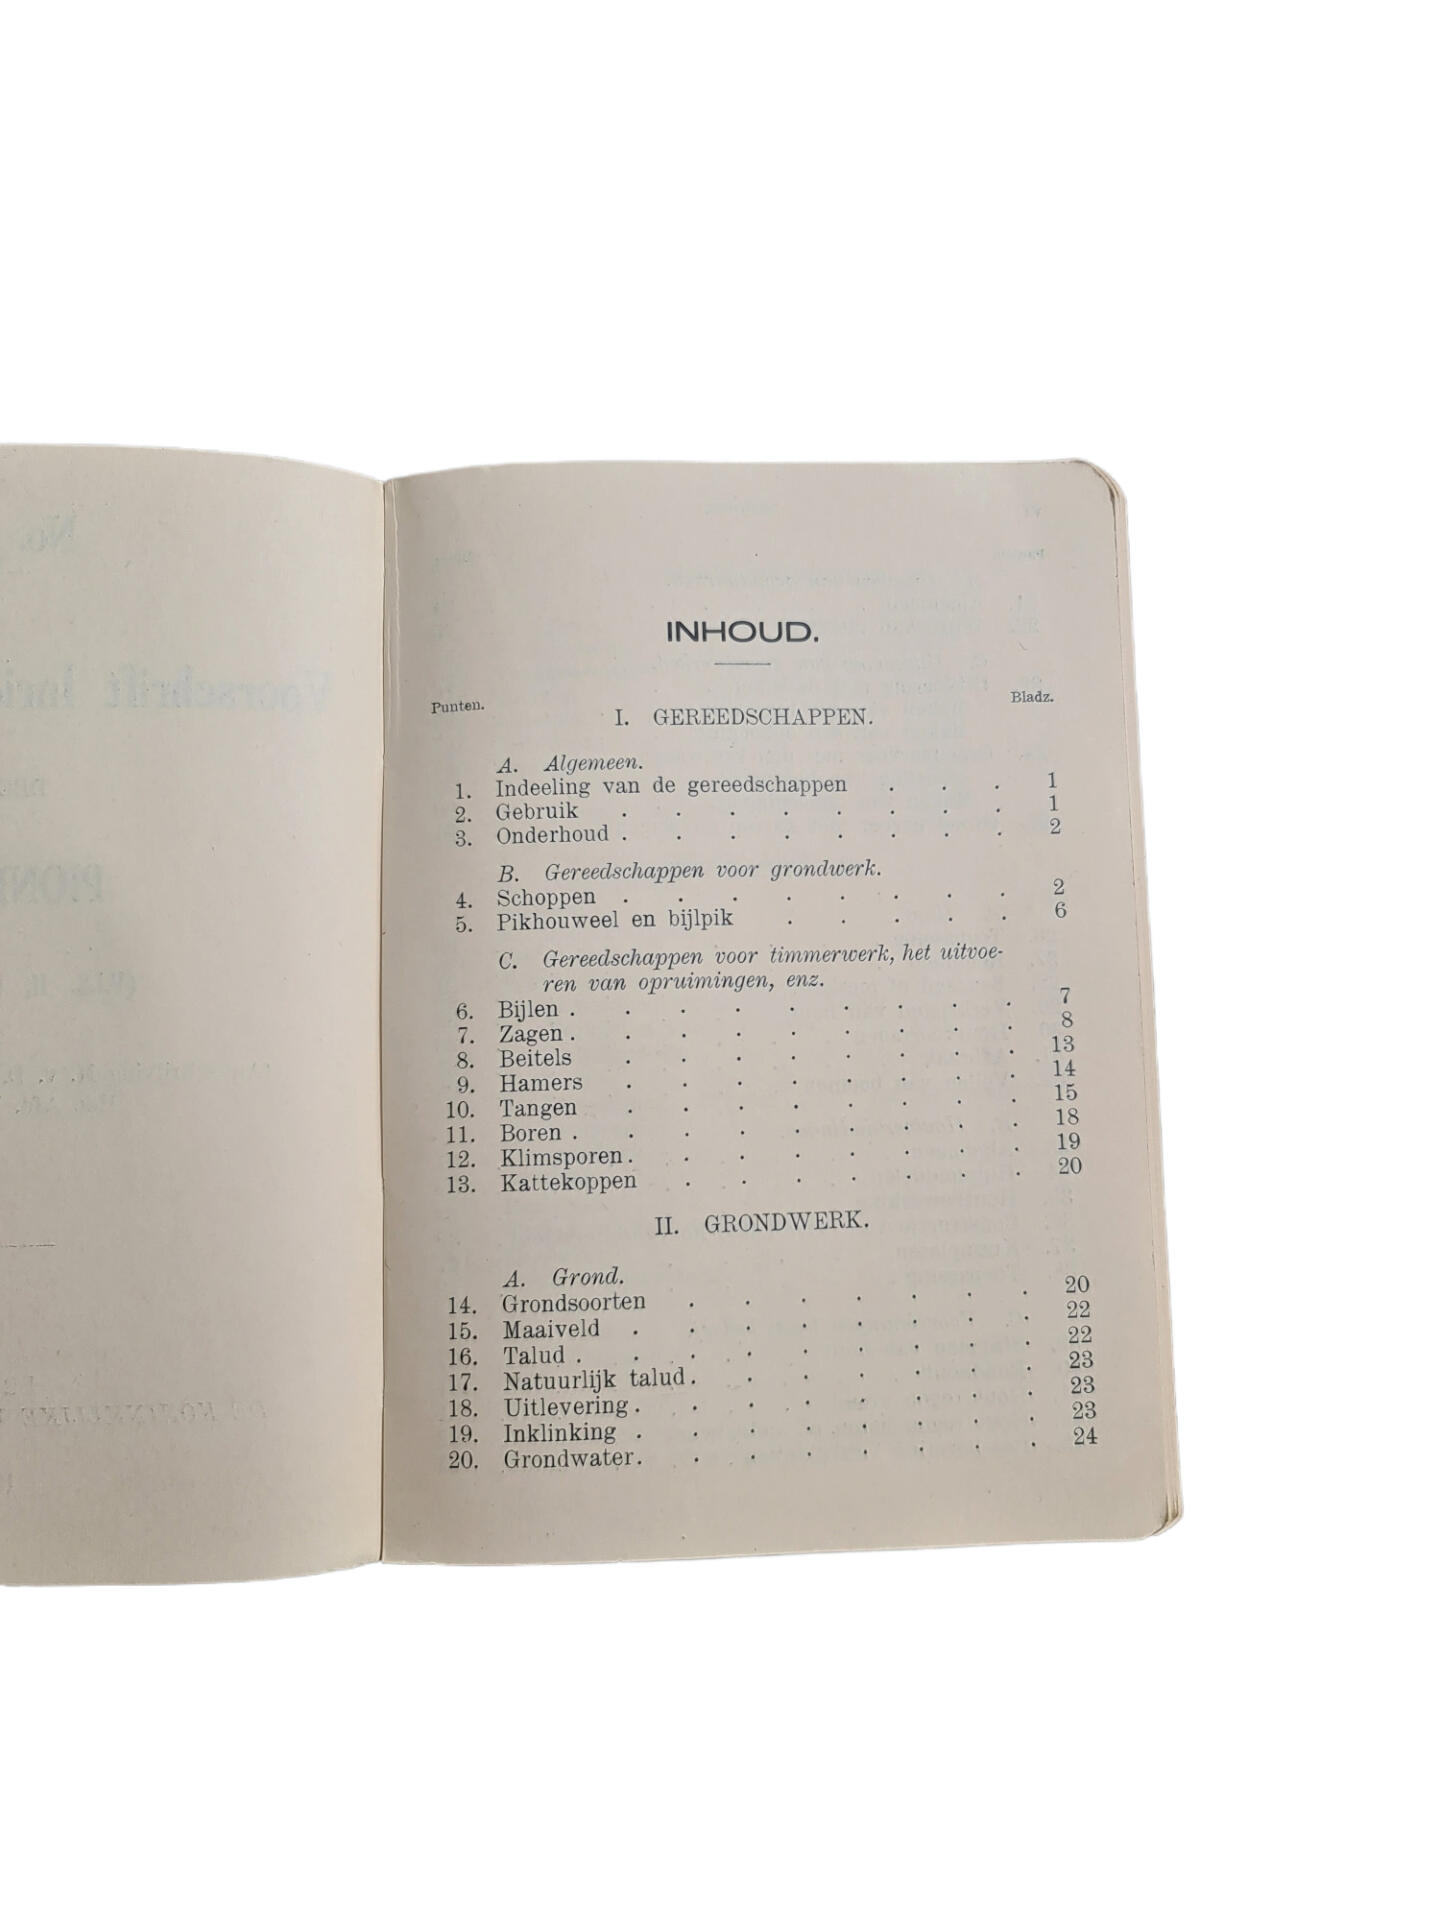 INHOUD.
Punten. Bladz.
I. GEREEDSCHAPPEN.
A. Algemeen.
1. Indeeling van de gereedschappen . . . 1
2. Gebruik . . . . . . . . 1
3. Onderhoud . . . . . . . . 2
B. Gereedschappen voor grondwerk.
4. Schoppen . . . . . . . . 2
5. Pikhouweel en bijlpik . . . . . 6
C. Gereedschappen voor timmerwerk, het uitvoe-
ren van opruimingen, enz.
6. Bijlen . . . . . . . . . 7
7. Zagen . . . . . . . . . 8
8. Beitels . . . . . . . . 13
9. Hamers . . . . . . . . 14
10. Tangen . . . . . . . . 15
11. Boren . . . . . . . . . 18
12. Klimsporen . . . . . . . . 19
13. Kattekoppen . . . . . . . 20
II. GRONDWERK.
A. Grond.
14. Grondsoorten . . . . . . . 20
15. Maaiveld . . . . . . . . 22
16. Talud . . . . . . . . . 22
17. Natuurlijk talud . . . . . . . 23
18. Uitlevering . . . . . . . . 23
19. Inklinking . . . . . . . . 23
20. Grondwater . . . . . . . . 24